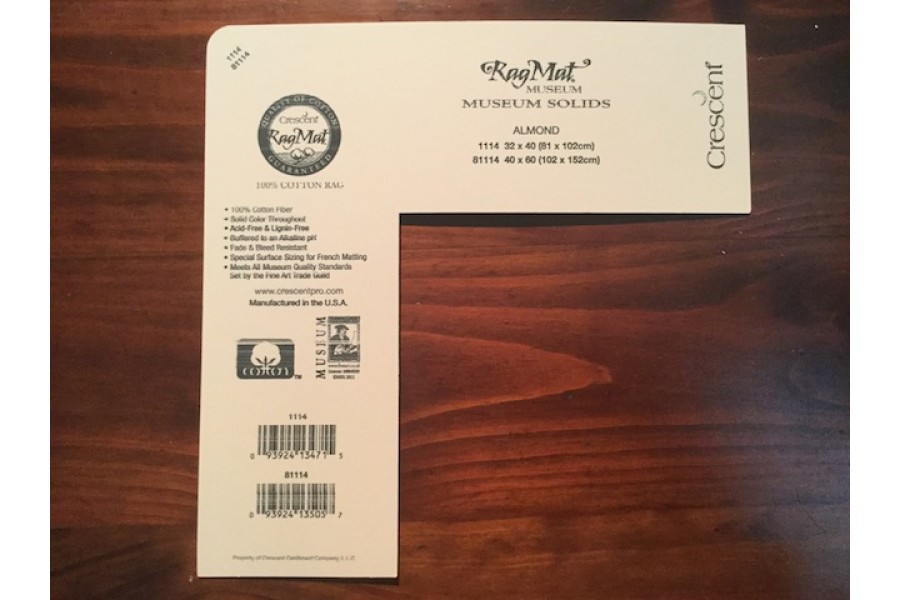 1114
81114
RagMat
MUSEUM
MUSEUM SOLIDS
ALMOND
1114 32 x 40 (81 x 102cm)
81114 40 x 60 (102 x 152cm)
Crescent
QUALITY OF COTTON
Crescent
RagMat
GUARANTEED
100% COTTON RAG
• 100% Cotton Fiber
• Solid Color Throughout
• Acid-Free & Lignin-Free
• Buffered to an Alkaline pH
• Fade & Bleed Resistant
• Special Surface Sizing for French Matting
• Meets All Museum Quality Standards
Set by the Fine Art Trade Guild
www.crescentpro.com
Manufactured in the U.S.A.
COTTON
TM
MUSEUM
1114
0 93924 13471 5
81114
0 93924 13505 7
Property of Crescent Cardboard Company, L.L.C.